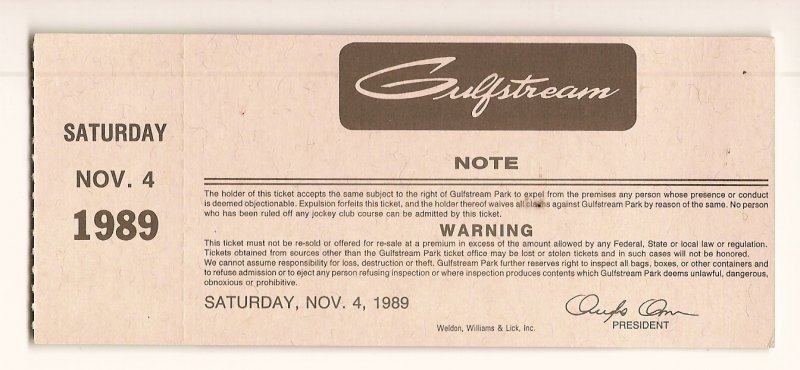 SATURDAY
NOV. 4
1989
Gulfstream
NOTE
The holder of this ticket accepts the same subject to the right of Gulfstream Park to expel from the premises any person whose presence or conduct
is deemed objectionable. Expulsion forfeits this ticket, and the holder thereof waives all claims against Gulfstream Park by reason of the same. No person
who has been ruled off any jockey club course can be admitted by this ticket.
WARNING
This ticket must not be re-sold or offered for re-sale at a premium in excess of the amount allowed by any Federal, State or local law or regulation.
Tickets obtained from sources other than the Gulfstream Park ticket office may be lost or stolen tickets and in such cases will not be honored.
We cannot assume responsibility for loss, destruction or theft. Gulfstream Park further reserves right to inspect all bags, boxes, or other containers and
to refuse admission or to eject any person refusing inspection or where inspection produces contents which Gulfstream Park deems unlawful, dangerous,
obnoxious or prohibitive.
SATURDAY, NOV. 4, 1989
PRESIDENT
Weldon, Williams & Lick, Inc.